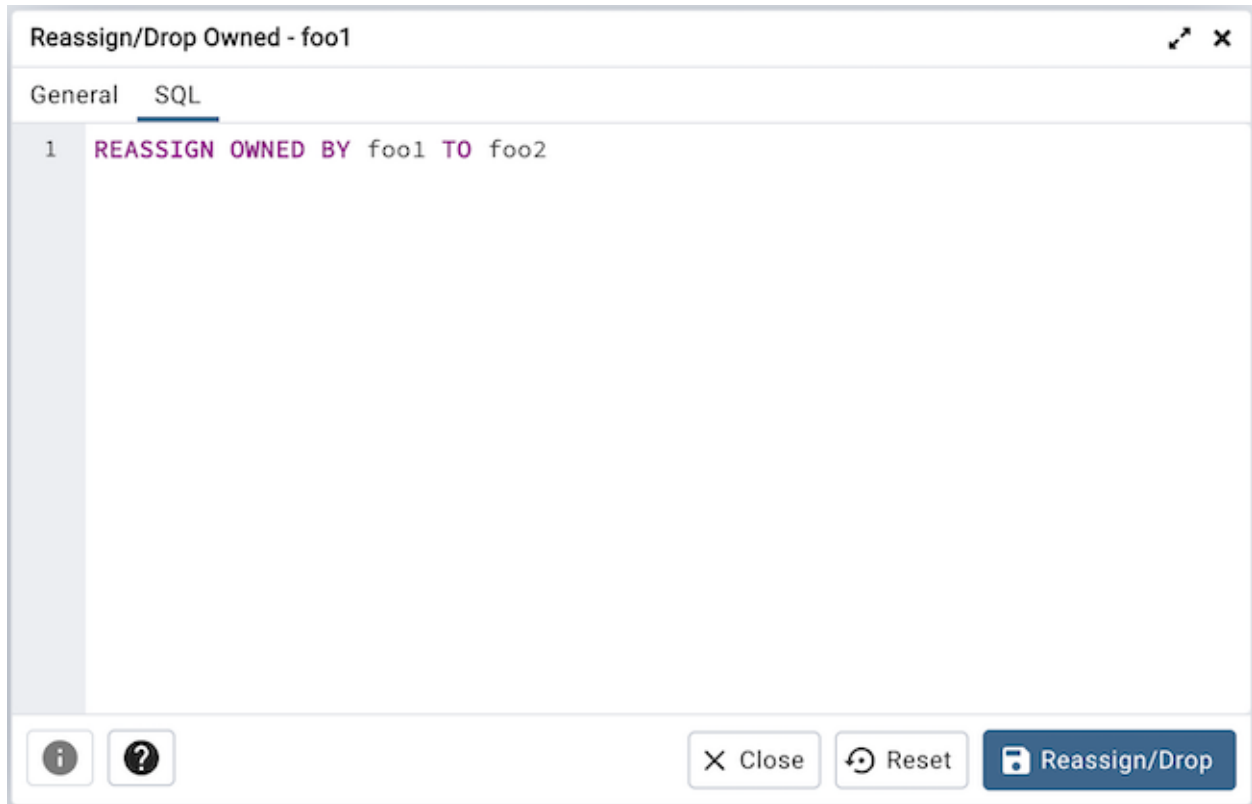 Reassign/Drop Owned - foo1
General SQL
1 REASSIGN OWNED BY foo1 TO foo2
Close Reset Reassign/Drop